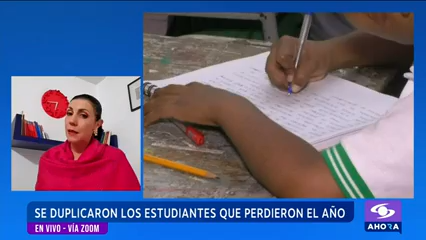 SE DUPLICARON LOS ESTUDIANTES QUE PERDIERON EL AÑO
EN VIVO - VÍA ZOOM
AHORA